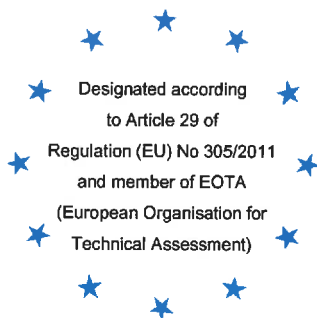 Designated according
to Article 29 of
Regulation (EU) No 305/2011
and member of EOTA
(European Organisation for
Technical Assessment)